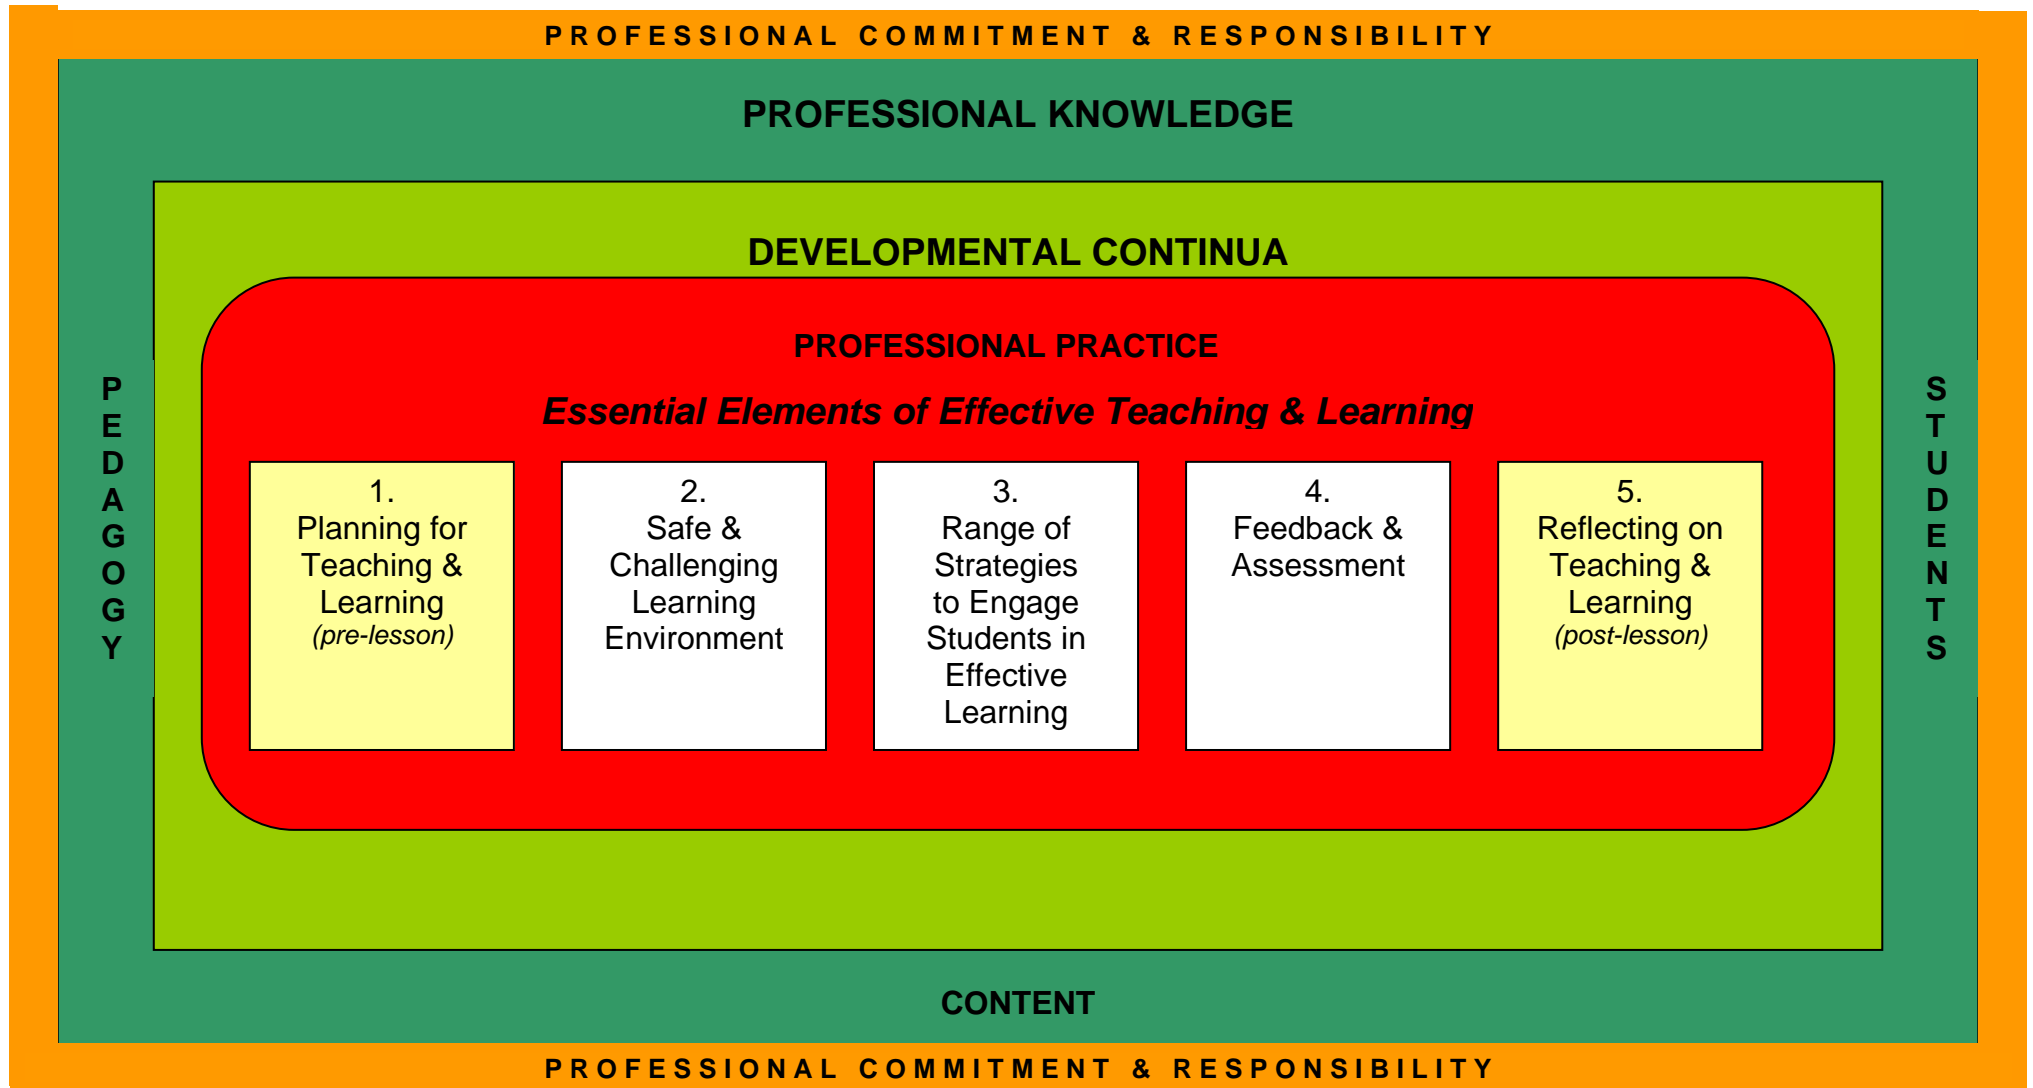 PROFESSIONAL COMMITMENT & RESPONSIBILITY
PROFESSIONAL KNOWLEDGE
DEVELOPMENTAL CONTINUA
PROFESSIONAL PRACTICE
Essential Elements of Effective Teaching & Learning
PEDAGOGY
1.
Planning for
Teaching &
Learning
(pre-lesson)
2.
Safe &
Challenging
Learning
Environment
3.
Range of
Strategies
to Engage
Students in
Effective
Learning
4.
Feedback &
Assessment
5.
Reflecting on
Teaching &
Learning
(post-lesson)
STUDENTS
CONTENT
PROFESSIONAL COMMITMENT & RESPONSIBILITY